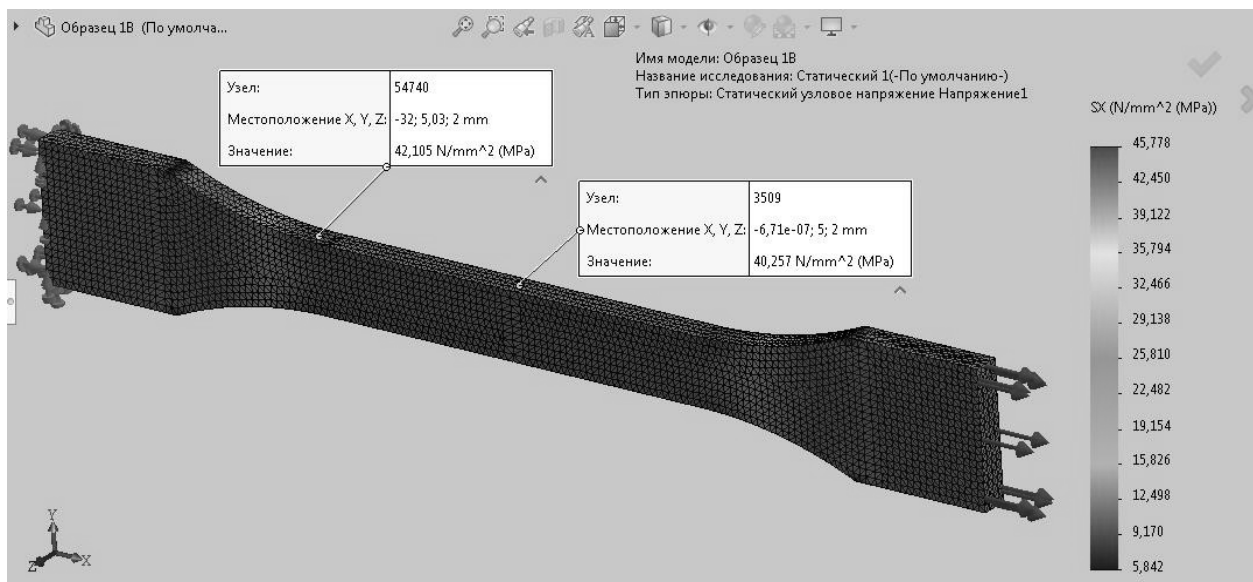 Образец 1В (По умолча...
Имя модели: Образец 1В
Название исследования: Статический 1(-По умолчанию-)
Тип эпюры: Статический узловое напряжение Напряжение1
Узел: 54740
Местоположение X, Y, Z: -32; 5,03; 2 mm
Значение: 42,105 N/mm^2 (MPa)
Узел: 3509
Местоположение X, Y, Z: -6,71e-07; 5; 2 mm
Значение: 40,257 N/mm^2 (MPa)
SX (N/mm^2 (MPa))
45,778
42,450
39,122
35,794
32,466
29,138
25,810
22,482
19,154
15,826
12,498
9,170
5,842
Y
Z
X